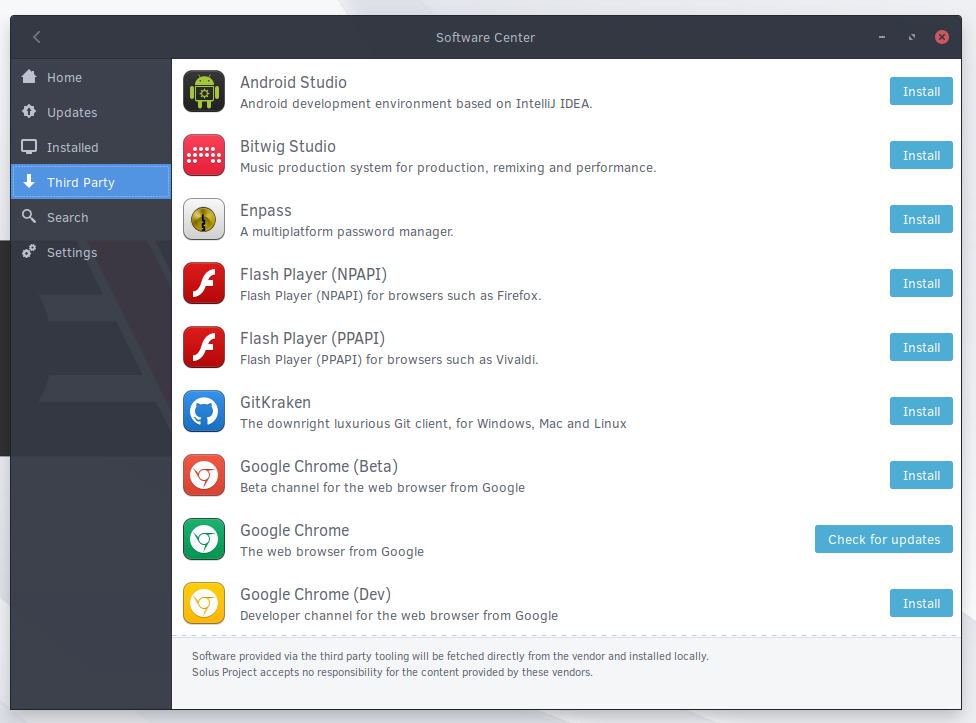 Software Center
Home
Updates
Installed
Third Party
Search
Settings
Android Studio
Android development environment based on IntelliJ IDEA.
Install
Bitwig Studio
Music production system for production, remixing and performance.
Install
Enpass
A multiplatform password manager.
Install
Flash Player (NPAPI)
Flash Player (NPAPI) for browsers such as Firefox.
Install
Flash Player (PPAPI)
Flash Player (PPAPI) for browsers such as Vivaldi.
Install
GitKraken
The downright luxurious Git client, for Windows, Mac and Linux
Install
Google Chrome (Beta)
Beta channel for the web browser from Google
Install
Google Chrome
The web browser from Google
Check for updates
Google Chrome (Dev)
Developer channel for the web browser from Google
Install
Software provided via the third party tooling will be fetched directly from the vendor and installed locally.
Solus Project accepts no responsibility for the content provided by these vendors.